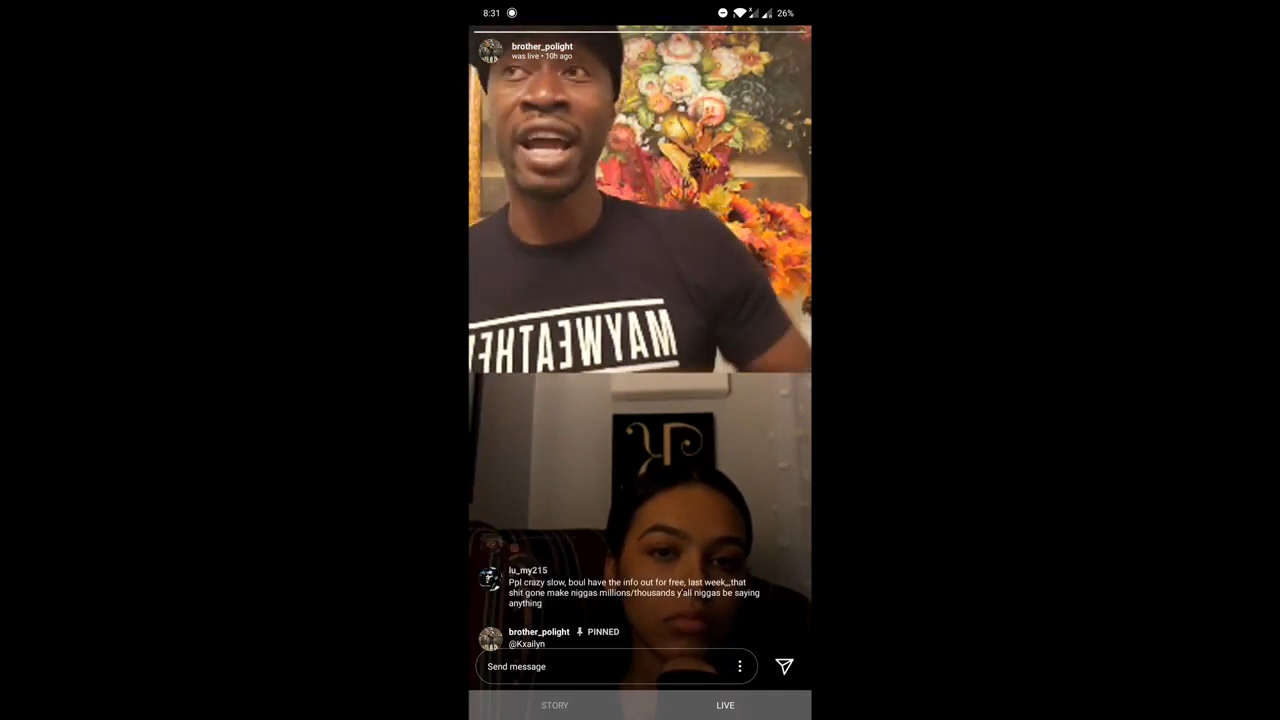 8:31
26%
brother_polight
was live • 10h ago
MAYWEATHE
lu_my215
Ppl crazy slow, boul have the info out for free, last week,,,that
shit gone make niggas millions/thousands y'all niggas be saying
anything
brother_polight PINNED
@Kxailyn
Send message
STORY LIVE